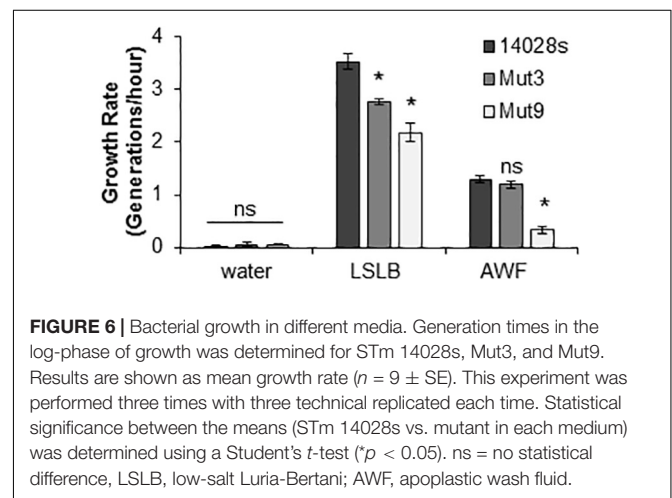 Growth Rate
(Generations/hour)
4
3
2
1
0
14028s
Mut3
Mut9
ns
*
*
ns
*
water LSLB AWF
FIGURE 6 | Bacterial growth in different media. Generation times in the
log-phase of growth was determined for STm 14028s, Mut3, and Mut9.
Results are shown as mean growth rate (n = 9 ± SE). This experiment was
performed three times with three technical replicated each time. Statistical
significance between the means (STm 14028s vs. mutant in each medium)
was determined using a Student's t-test (*p < 0.05). ns = no statistical
difference, LSLB, low-salt Luria-Bertani; AWF, apoplastic wash fluid.